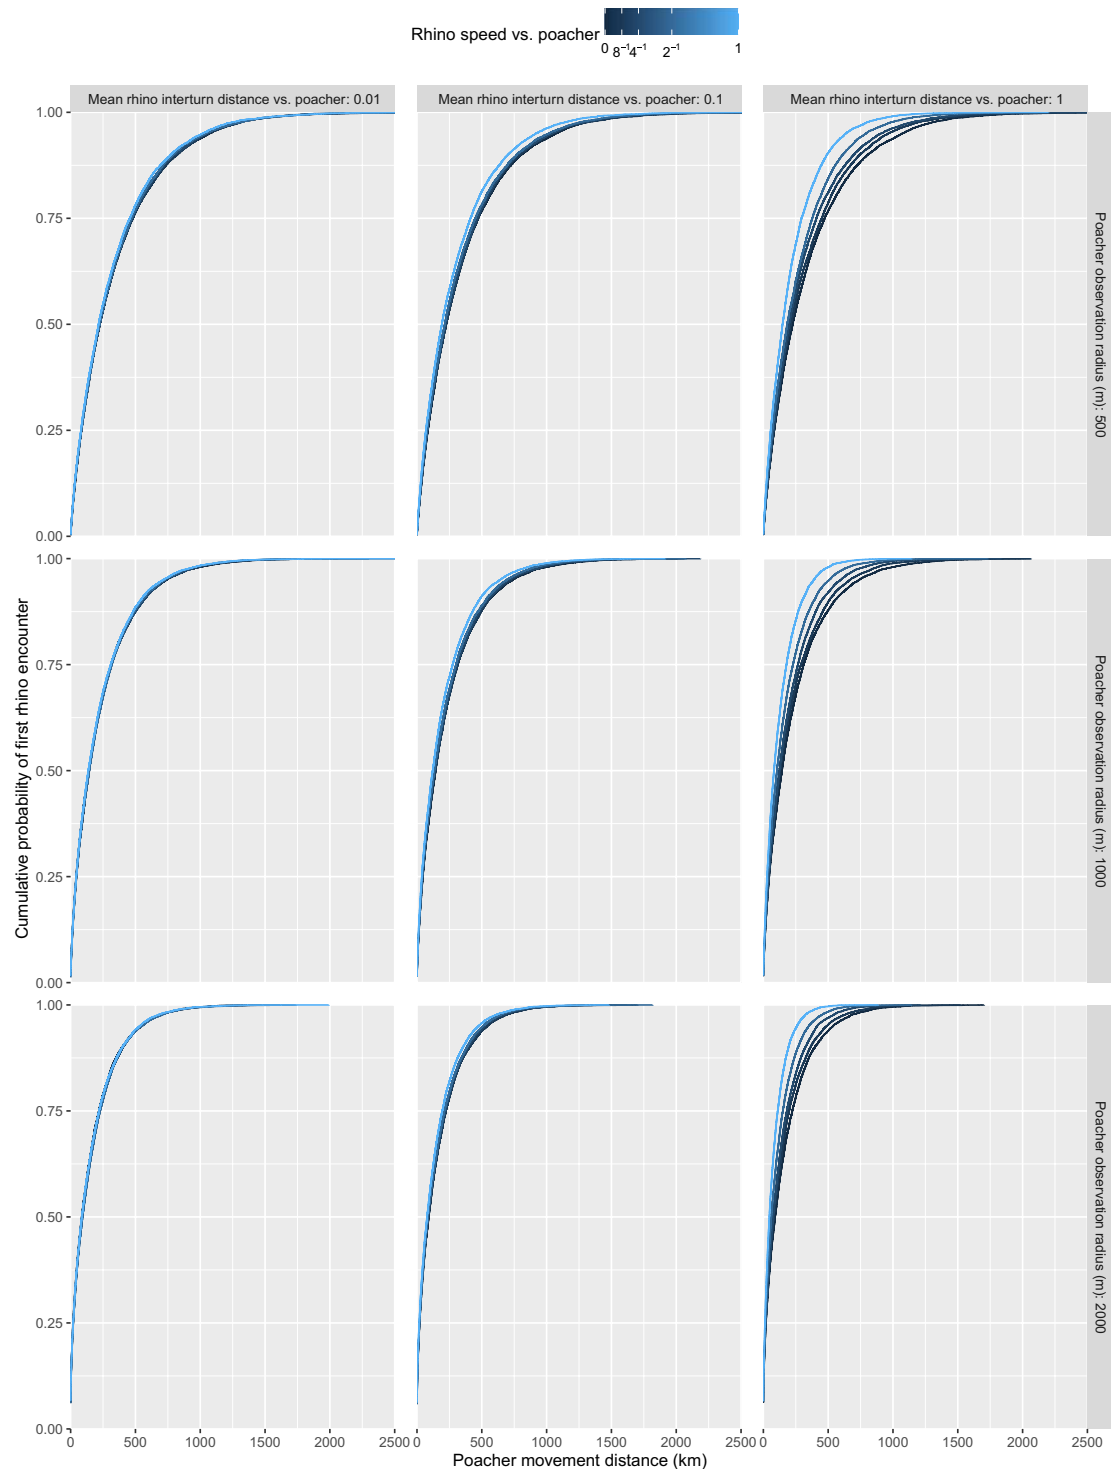 Rhino speed vs. poacher
0 8⁻¹ 4⁻¹ 2⁻¹ 1
Mean rhino interturn distance vs. poacher: 0.01
Mean rhino interturn distance vs. poacher: 0.1
Mean rhino interturn distance vs. poacher: 1
Cumulative probability of first rhino encounter
1.00
0.75
0.50
0.25
0.00
Poacher observation radius (m): 500
1.00
0.75
0.50
0.25
0.00
Poacher observation radius (m): 1000
1.00
0.75
0.50
0.25
0.00
Poacher observation radius (m): 2000
0 500 1000 1500 2000 2500
0 500 1000 1500 2000 2500
0 500 1000 1500 2000 2500
Poacher movement distance (km)